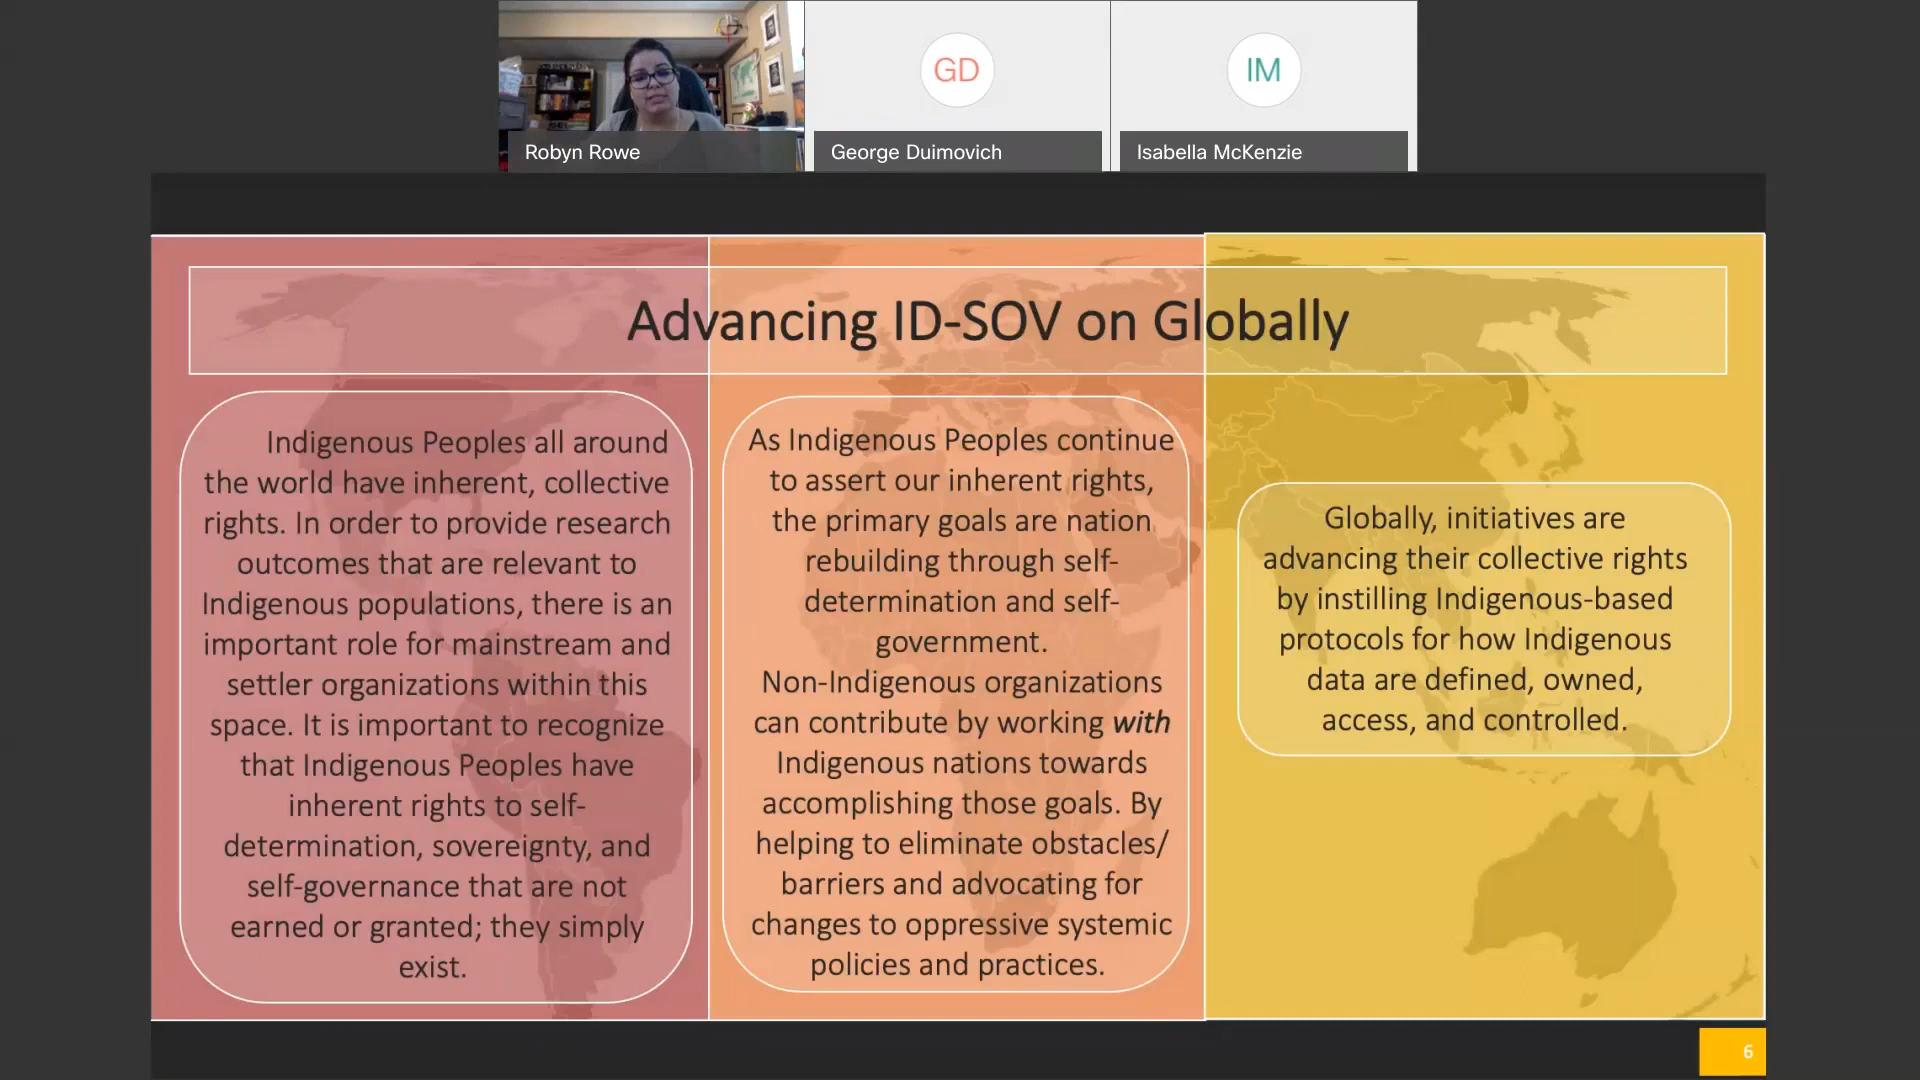 GD
IM
Robyn Rowe
George Duimovich
Isabella McKenzie
Advancing ID-SOV on Globally
Indigenous Peoples all around
the world have inherent, collective
rights. In order to provide research
outcomes that are relevant to
Indigenous populations, there is an
important role for mainstream and
settler organizations within this
space. It is important to recognize
that Indigenous Peoples have
inherent rights to self-
determination, sovereignty, and
self-governance that are not
earned or granted; they simply
exist.
As Indigenous Peoples continue
to assert our inherent rights,
the primary goals are nation
rebuilding through self-
determination and self-
government.
Non-Indigenous organizations
can contribute by working with
Indigenous nations towards
accomplishing those goals. By
helping to eliminate obstacles/
barriers and advocating for
changes to oppressive systemic
policies and practices.
Globally, initiatives are
advancing their collective rights
by instilling Indigenous-based
protocols for how Indigenous
data are defined, owned,
access, and controlled.
6